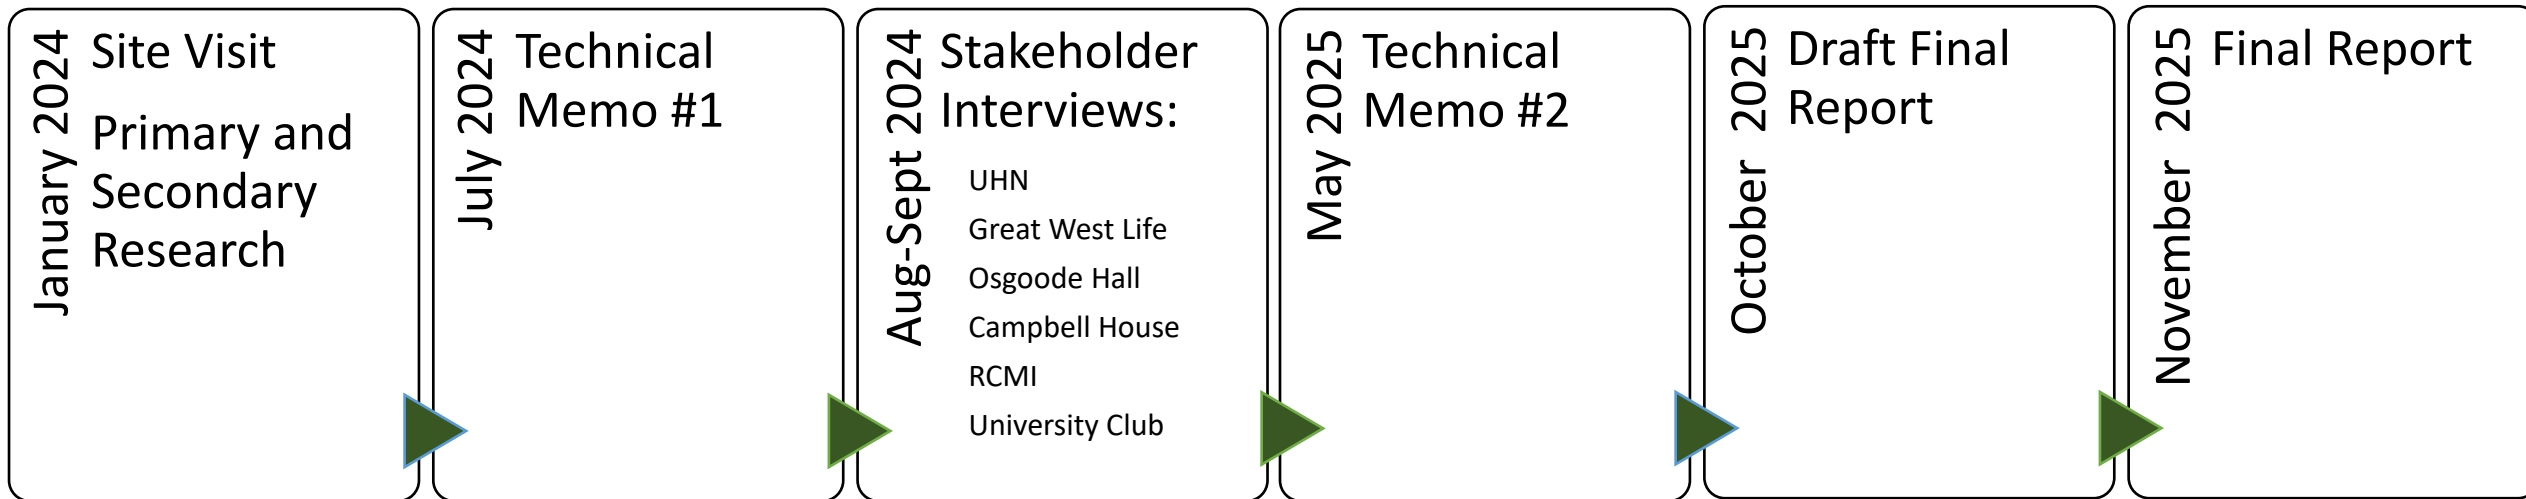 January 2024
Site Visit
Primary and
Secondary
Research
July 2024
Technical
Memo #1
Aug-Sept 2024
Stakeholder
Interviews:
UHN
Great West Life
Osgoode Hall
Campbell House
RCMI
University Club
May 2025
Technical
Memo #2
October 2025
Draft Final
Report
November 2025
Final Report